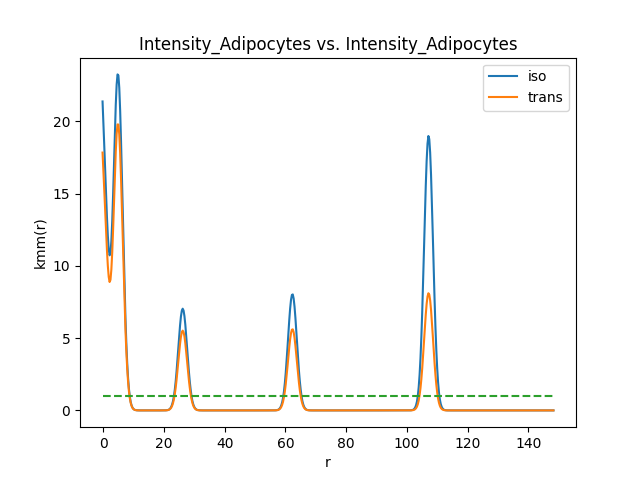 Intensity_Adipocytes vs. Intensity_Adipocytes
iso
trans
kmm(r)
20
15
10
5
0
0 20 40 60 80 100 120 140
r